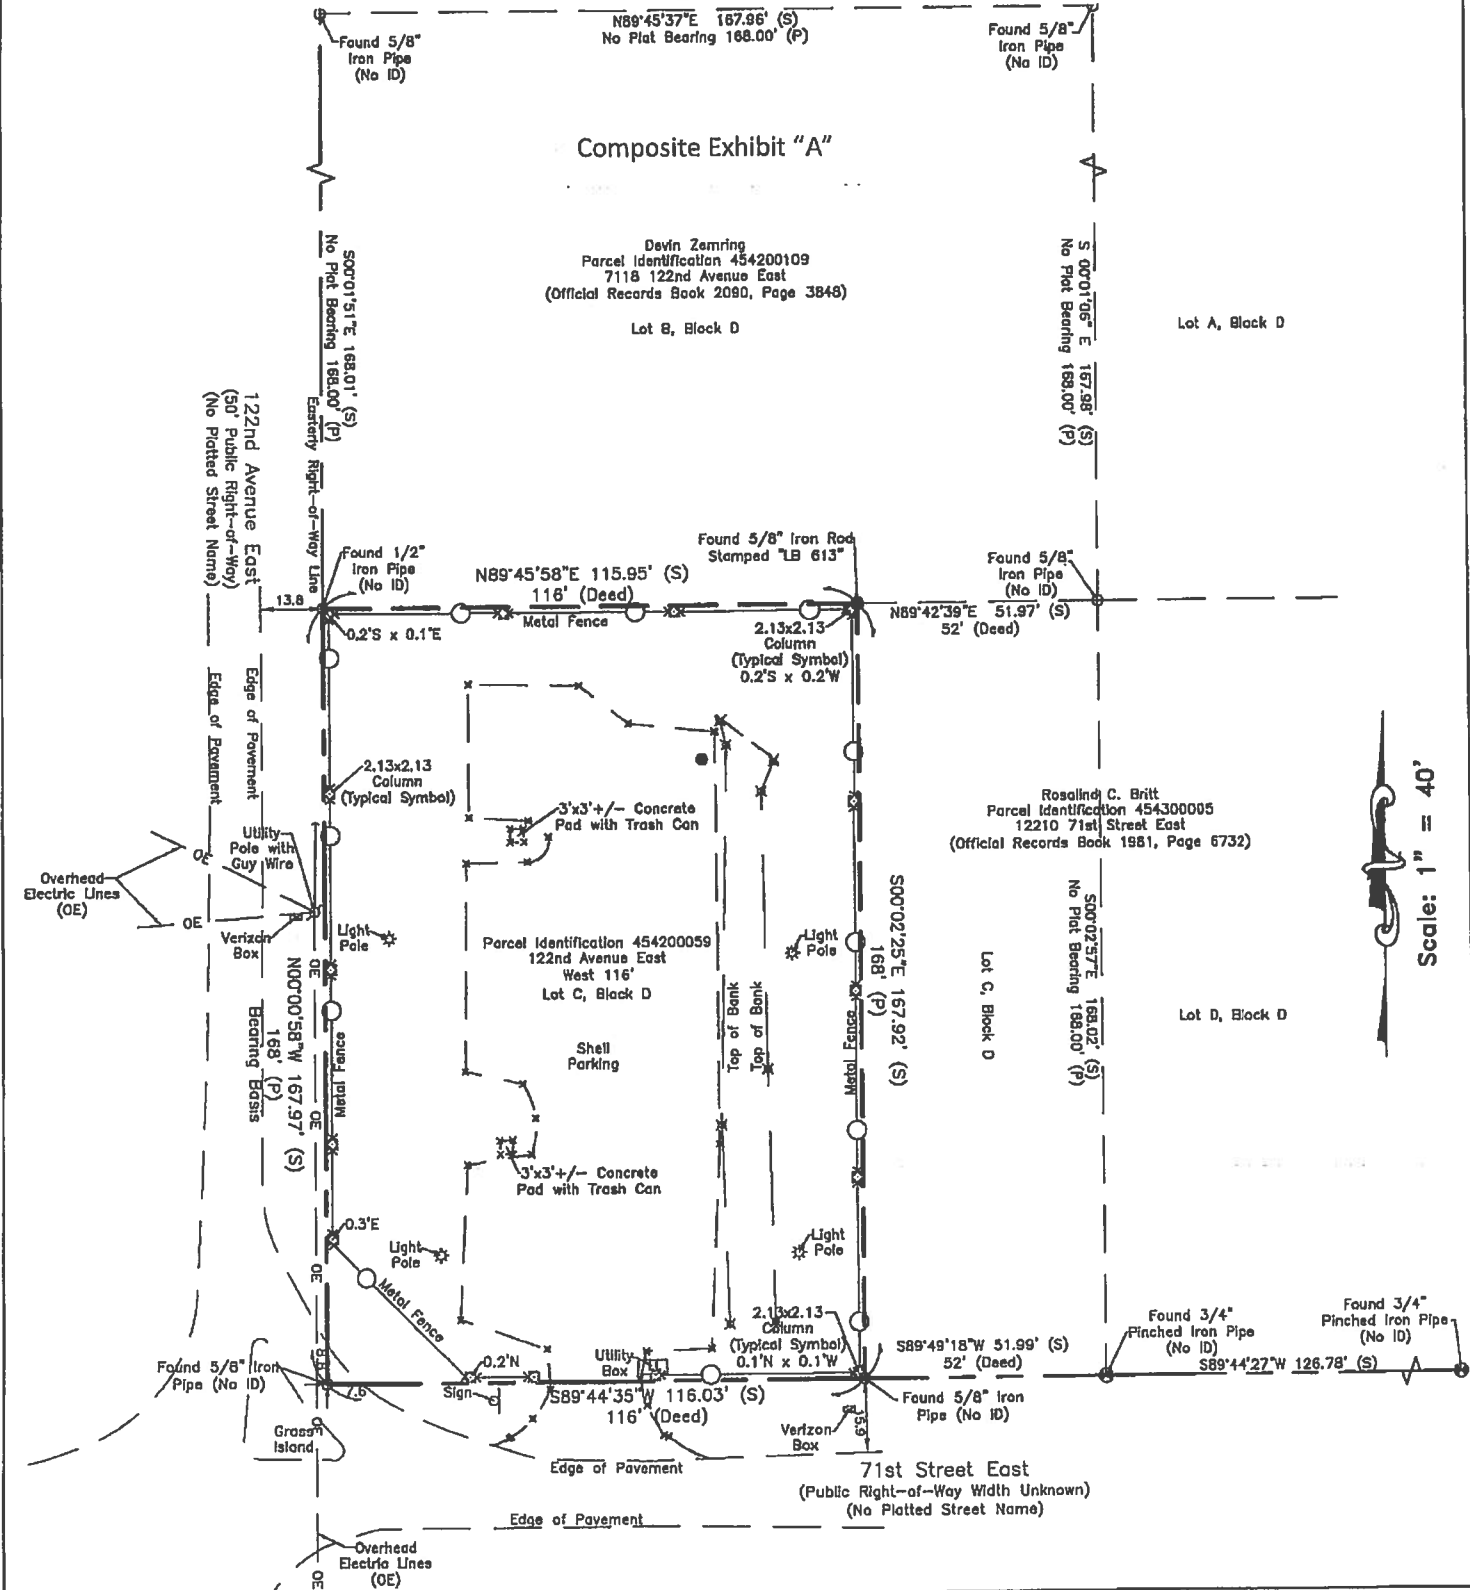 N89°45'37"E 167.96' (S)
No Plat Bearing 168.00' (P)
Found 5/8"
Iron Pipe
(No ID)
Found 5/8"
Iron Pipe
(No ID)
Composite Exhibit "A"
Devin Zemring
Parcel Identification 454200109
7118 122nd Avenue East
(Official Records Book 2090, Page 3848)
Lot B, Block D
Lot A, Block D
S00°01'51"E 168.01' (S)
No Plat Bearing 168.00' (P)
S 00°01'06" E 167.98' (S)
No Plat Bearing 168.00' (P)
122nd Avenue East
(50' Public Right-of-Way)
(No Platted Street Name)
Easterly Right-of-Way Line
Found 1/2"
Iron Pipe
(No ID)
13.8
N89°45'58"E 115.95' (S)
116' (Deed)
Metal Fence
0.2'S x 0.1'E
Found 5/8" Iron Rod
Stamped "LB 613"
Found 5/8"
Iron Pipe
(No ID)
N89°42'39"E 51.97' (S)
52' (Deed)
2.13x2.13
Column
(Typical Symbol)
0.2'S x 0.2'W
Edge of Pavement
Edge of Pavement
2.13x2.13
Column
(Typical Symbol)
3'x3'+/- Concrete
Pad with Trash Can
Utility
Pole with
Guy Wire
Overhead
Electric Lines
(OE)
OE
OE
Verizon
Box
Light
Pole
Light
Pole
Rosalind C. Britt
Parcel Identification 454300005
12210 71st Street East
(Official Records Book 1981, Page 6732)
Scale: 1" = 40'
Parcel Identification 454200059
122nd Avenue East
West 116'
Lot C, Block D
Shell
Parking
Top of Bank
Top of Bank
Metal Fence
S00°02'25"E 167.92' (S)
168' (P)
Lot C, Block D
S00°02'57"E 168.02' (S)
No Plat Bearing 168.00' (P)
Lot D, Block D
OE
Metal Fence
N00°00'58"W 167.97' (S)
168' (P)
Bearing Basis
OE
3'x3'+/- Concrete
Pad with Trash Can
0.3'E
Light
Pole
Light
Pole
OE
Metal Fence
2.13x2.13
Column
(Typical Symbol)
0.1'N x 0.1'W
Utility
Box
0.2'N
Sign
Found 5/8" Iron
Pipe (No ID)
7.6
S89°44'35"W 116.03' (S)
116' (Deed)
S89°49'18"W 51.99' (S)
52' (Deed)
Found 3/4"
Pinched Iron Pipe
(No ID)
Found 3/4"
Pinched Iron Pipe
(No ID)
S89°44'27"W 126.78' (S)
Found 5/8" Iron
Pipe (No ID)
Verizon
Box
15.9
Grass
Island
OE
Edge of Pavement
71st Street East
(Public Right-of-Way Width Unknown)
(No Platted Street Name)
Edge of Pavement
Overhead
Electric Lines
(OE)
OE